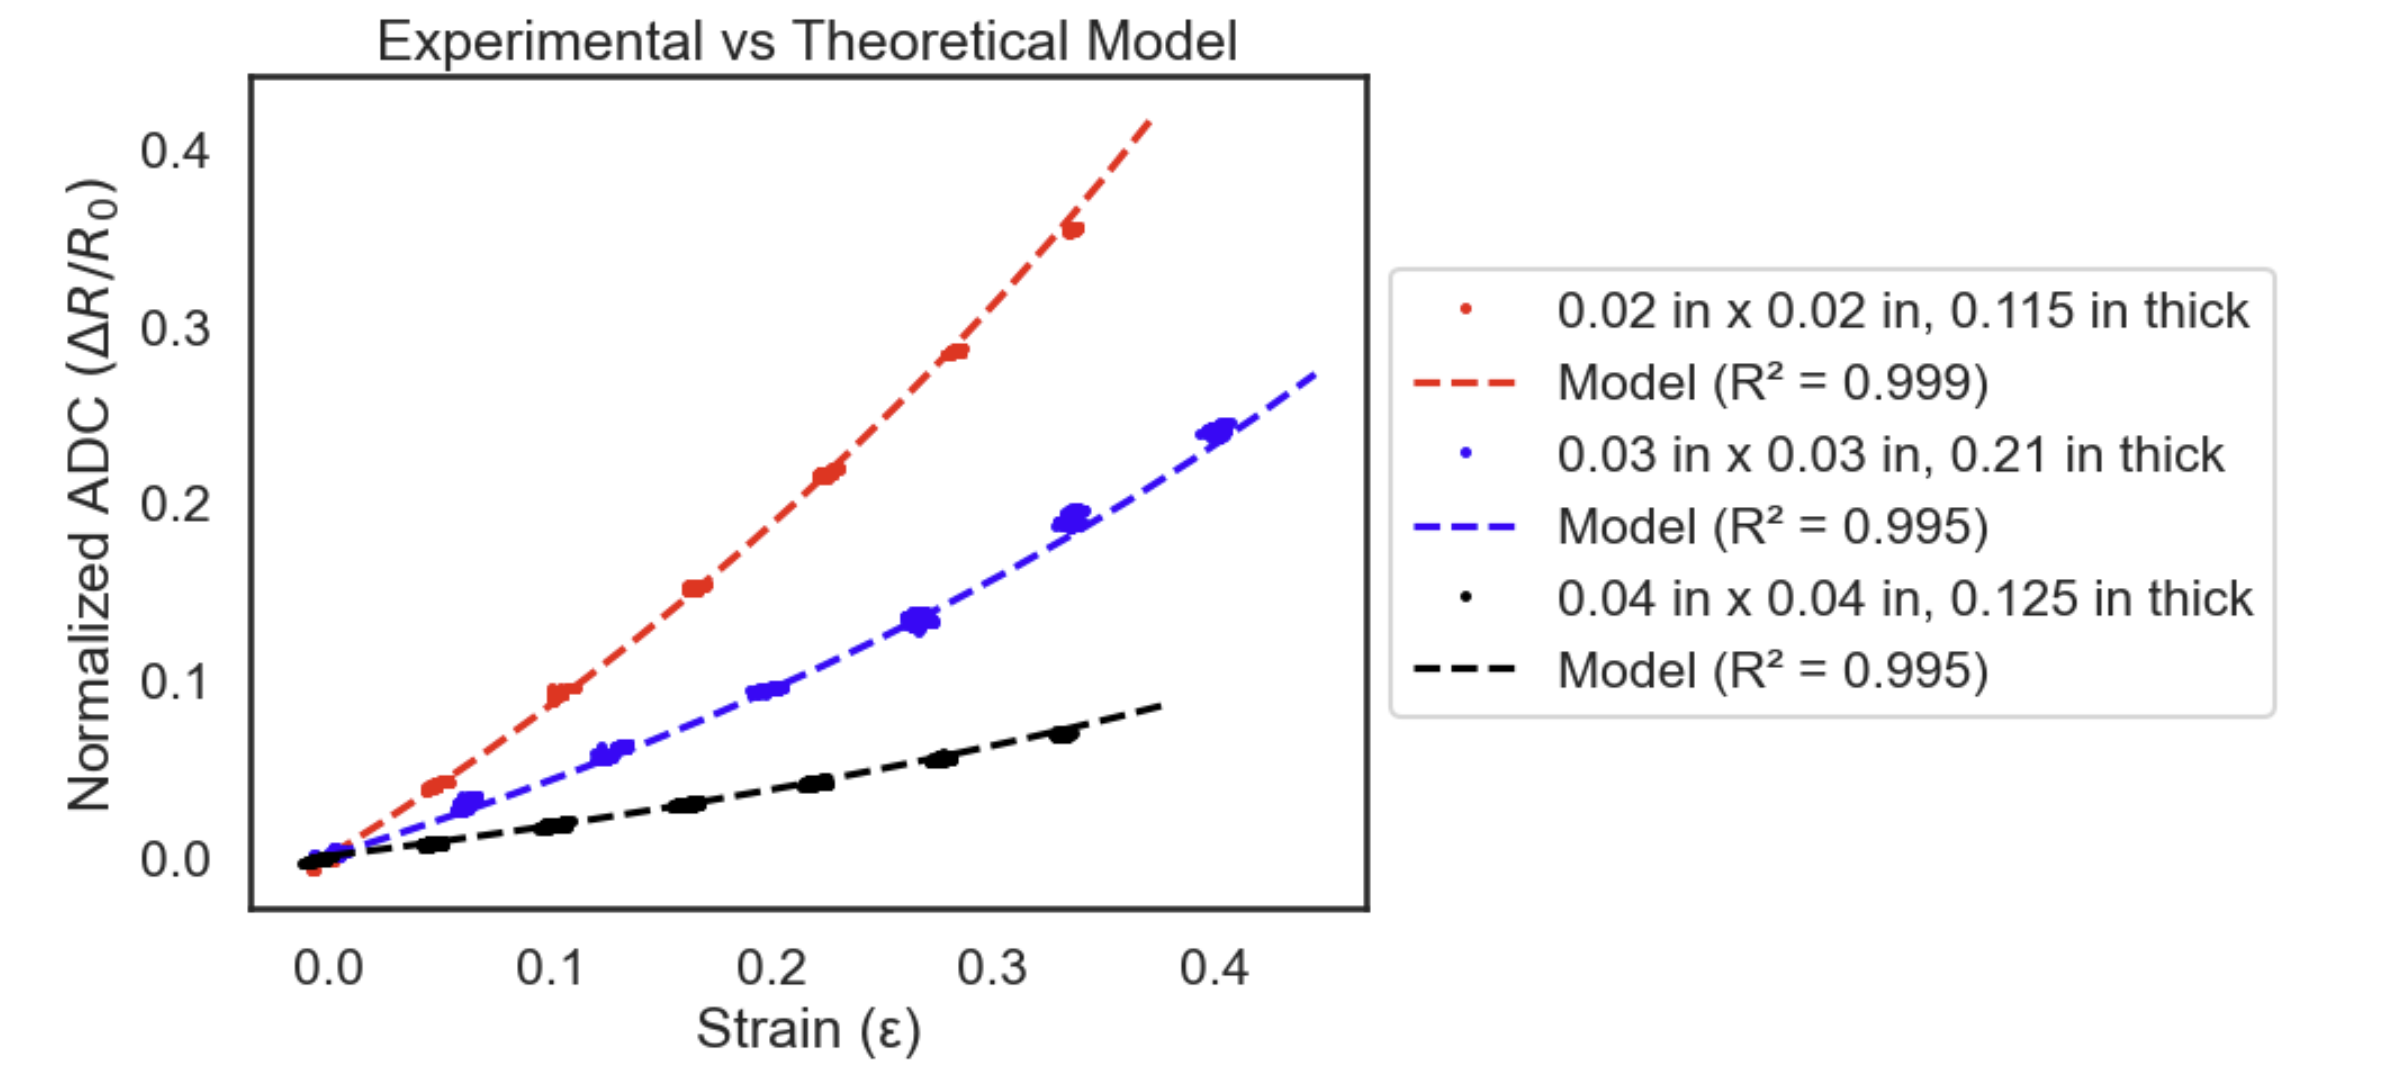 Experimental vs Theoretical Model
Normalized ADC (ΔR/R₀)
0.4
0.3
0.2
0.1
0.0
0.0 0.1 0.2 0.3 0.4
Strain (ε)
0.02 in x 0.02 in, 0.115 in thick
Model (R² = 0.999)
0.03 in x 0.03 in, 0.21 in thick
Model (R² = 0.995)
0.04 in x 0.04 in, 0.125 in thick
Model (R² = 0.995)